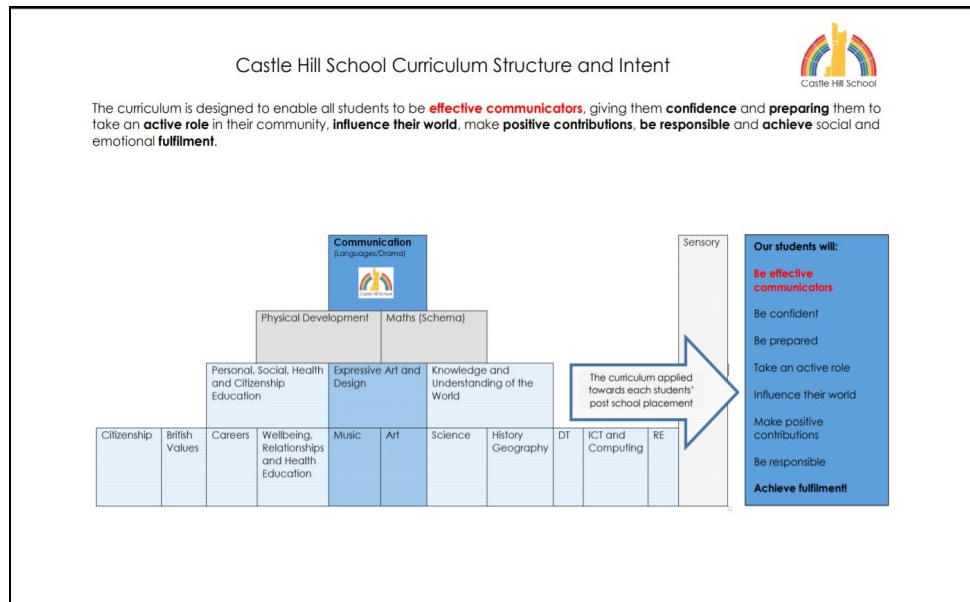 Castle Hill School Curriculum Structure and Intent
Castle Hill School
The curriculum is designed to enable all students to be effective communicators, giving them confidence and preparing them to
take an active role in their community, influence their world, make positive contributions, be responsible and achieve social and
emotional fulfilment.
Communication
(Languages/Drama)
Castle Hill School
Physical Development
Maths (Schema)
Personal, Social, Health
and Citizenship
Education
Expressive Art and
Design
Knowledge and
Understanding of the
World
Citizenship
British
Values
Careers
Wellbeing,
Relationships
and Health
Education
Music
Art
Science
History
Geography
DT
ICT and
Computing
RE
Sensory
The curriculum applied
towards each students'
post school placement
Our students will:
Be effective
communicators
Be confident
Be prepared
Take an active role
Influence their world
Make positive
contributions
Be responsible
Achieve fulfilment!